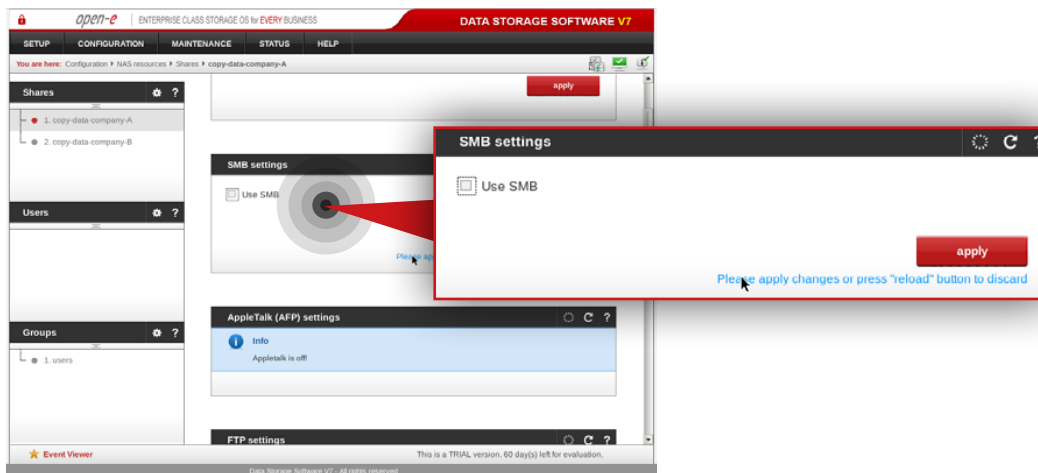 open-e ENTERPRISE CLASS STORAGE OS for EVERY BUSINESS DATA STORAGE SOFTWARE V7
SETUP CONFIGURATION MAINTENANCE STATUS HELP
You are here: Configuration NAS resources Shares copy-data-company-A
Shares ?
1. copy-data-company-A
2. copy-data-company-B
Users ?
Groups ?
1. users
apply
SMB settings
Use SMB
Please ap
SMB settings ?
Use SMB
apply
Please apply changes or press "reload" button to discard
AppleTalk (AFP) settings ?
Info
Appletalk is off!
FTP settings ?
Event Viewer This is a TRIAL version. 60 day(s) left for evaluation.
Data Storage Software V7 - All rights reserved